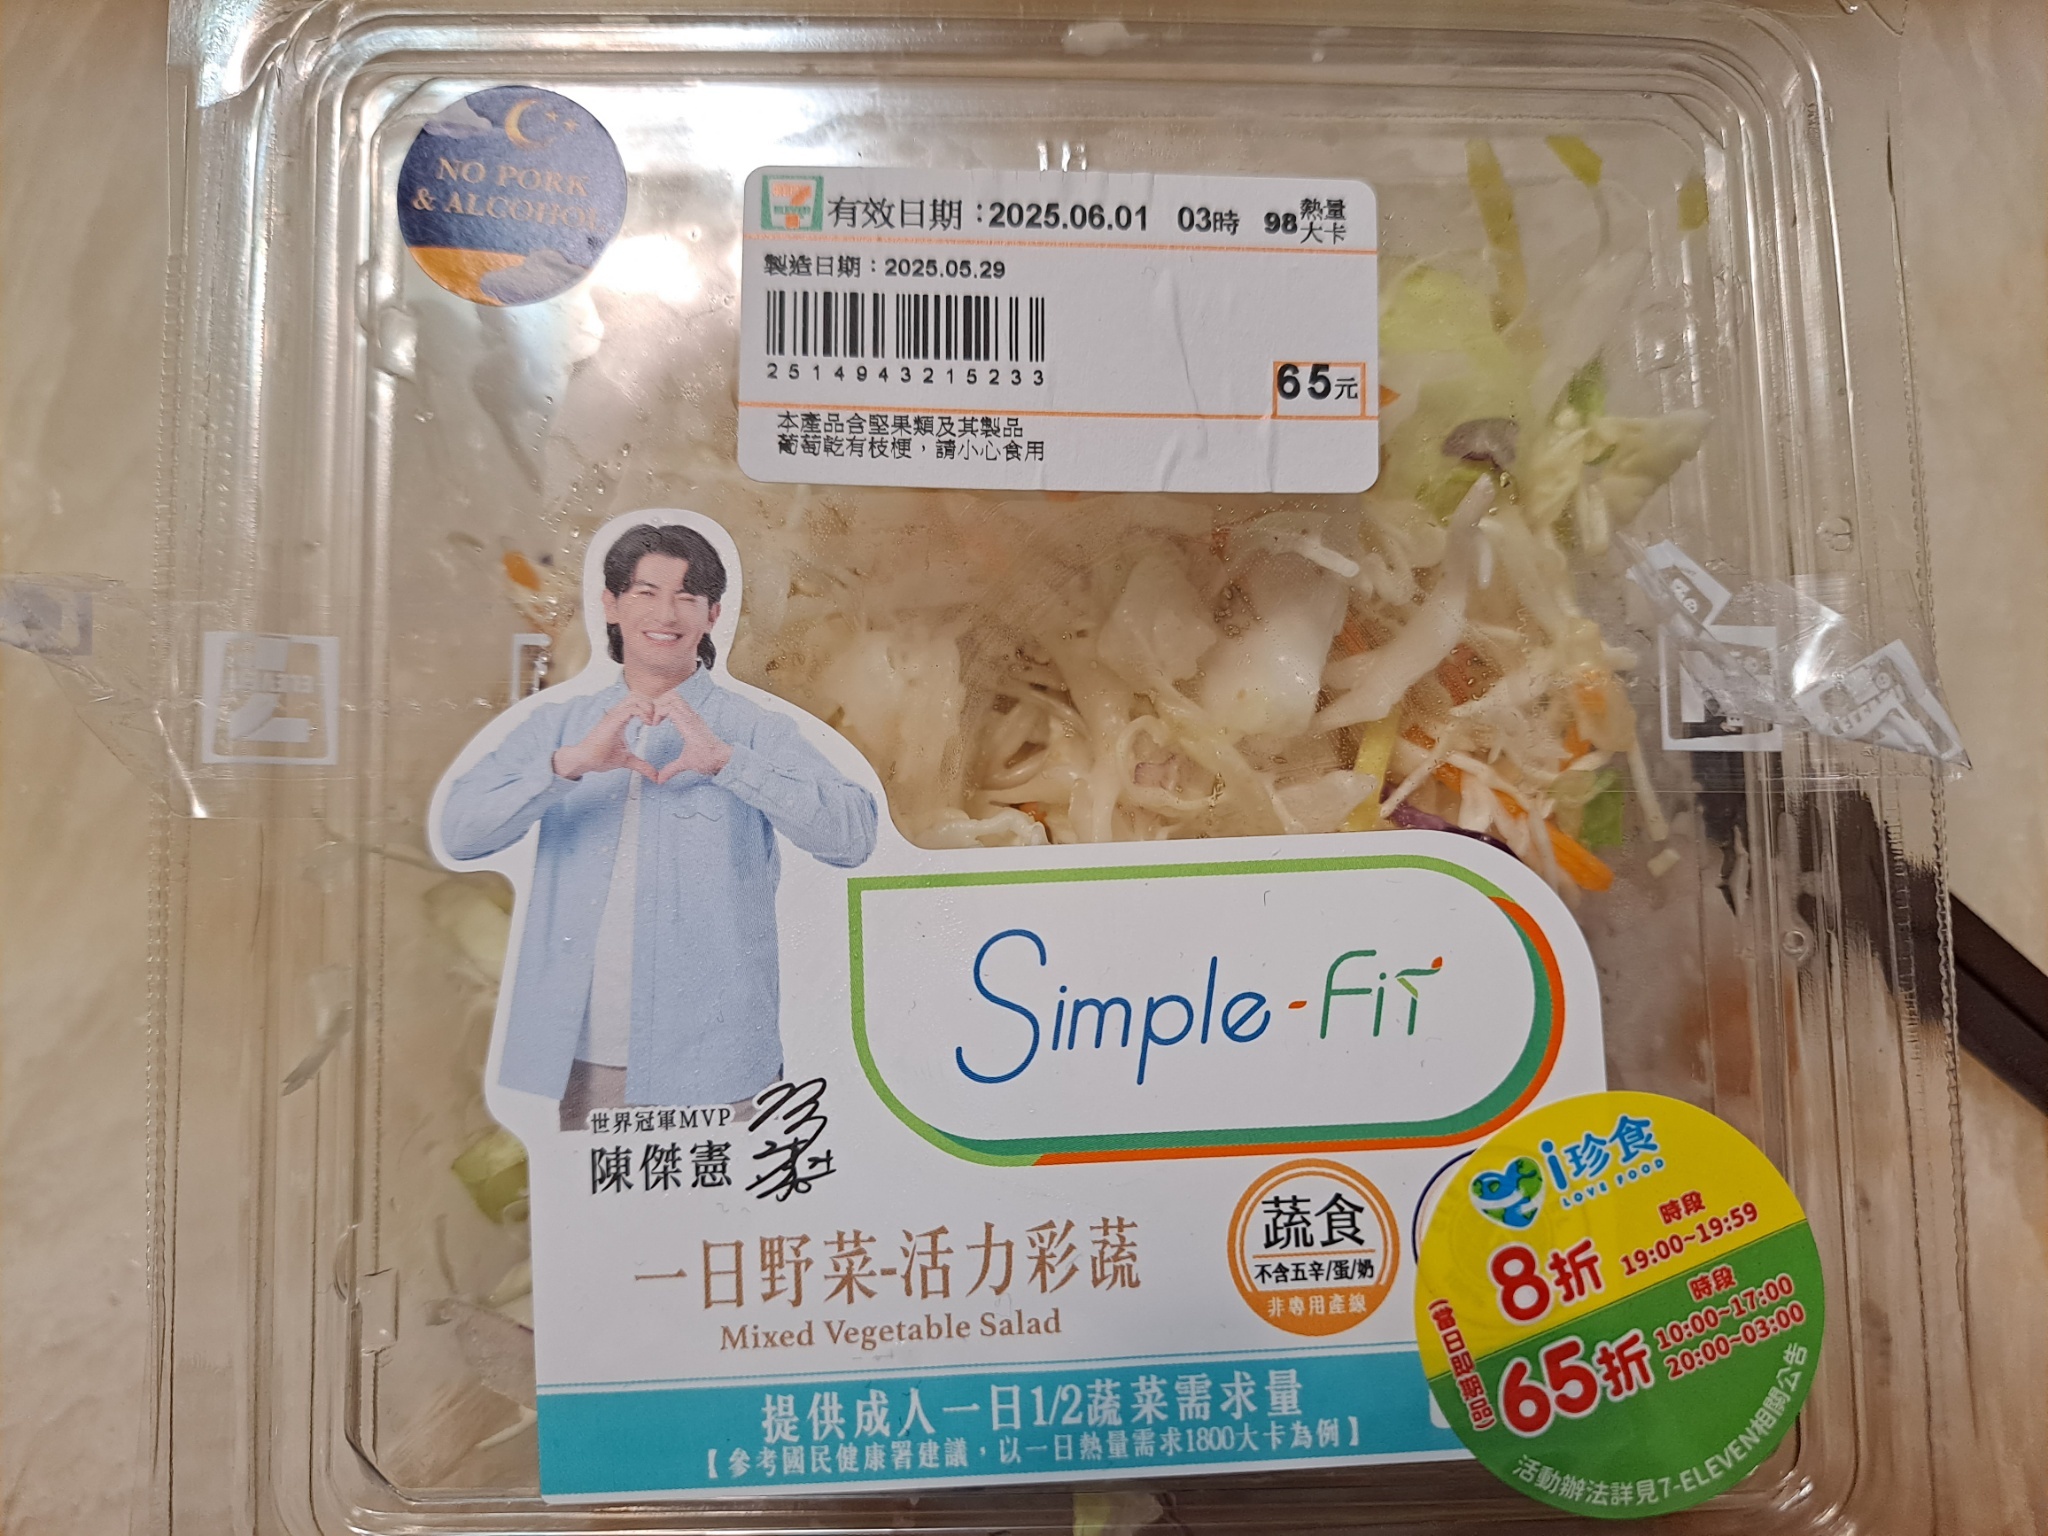 NO PORK
& ALCOHOL
有效日期：2025.06.01 03時 98 熱量
大卡
製造日期：2025.05.29
2514943215233
65元
本產品含堅果類及其製品
葡萄乾有枝梗，請小心食用
Simple-Fit
世界冠軍MVP
陳傑憲
一日野菜-活力彩蔬
Mixed Vegetable Salad
蔬食
不含五辛/蛋/奶
非專用產線
提供成人一日1/2蔬菜需求量
【參考國民健康署建議，以一日熱量需求1800大卡為例】
i珍食
LOVE FOOD
8折 時段
19:00~19:59
65折 時段
10:00~17:00
20:00~03:00
(當日即期品)
活動辦法詳見7-ELEVEN相關公告